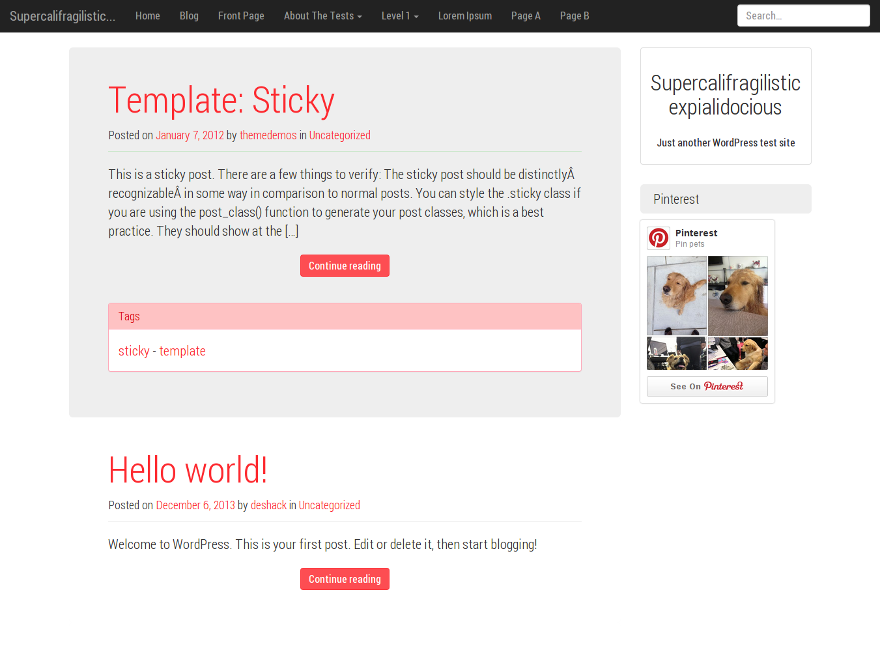 Supercalifragilistic... Home Blog Front Page About The Tests Level 1 Lorem Ipsum Page A Page B Search...
Template: Sticky
Posted on January 7, 2012 by themedemos in Uncategorized
This is a sticky post. There are a few things to verify: The sticky post should be distinctlyÂ
recognizableÂ in some way in comparison to normal posts. You can style the .sticky class if
you are using the post_class() function to generate your post classes, which is a best
practice. They should show at the [...]
Continue reading
Tags
sticky - template
Hello world!
Posted on December 6, 2013 by deshack in Uncategorized
Welcome to WordPress. This is your first post. Edit or delete it, then start blogging!
Continue reading
Supercalifragilistic
expialidocious
Just another WordPress test site
Pinterest
Pinterest
Pin pets
See On Pinterest